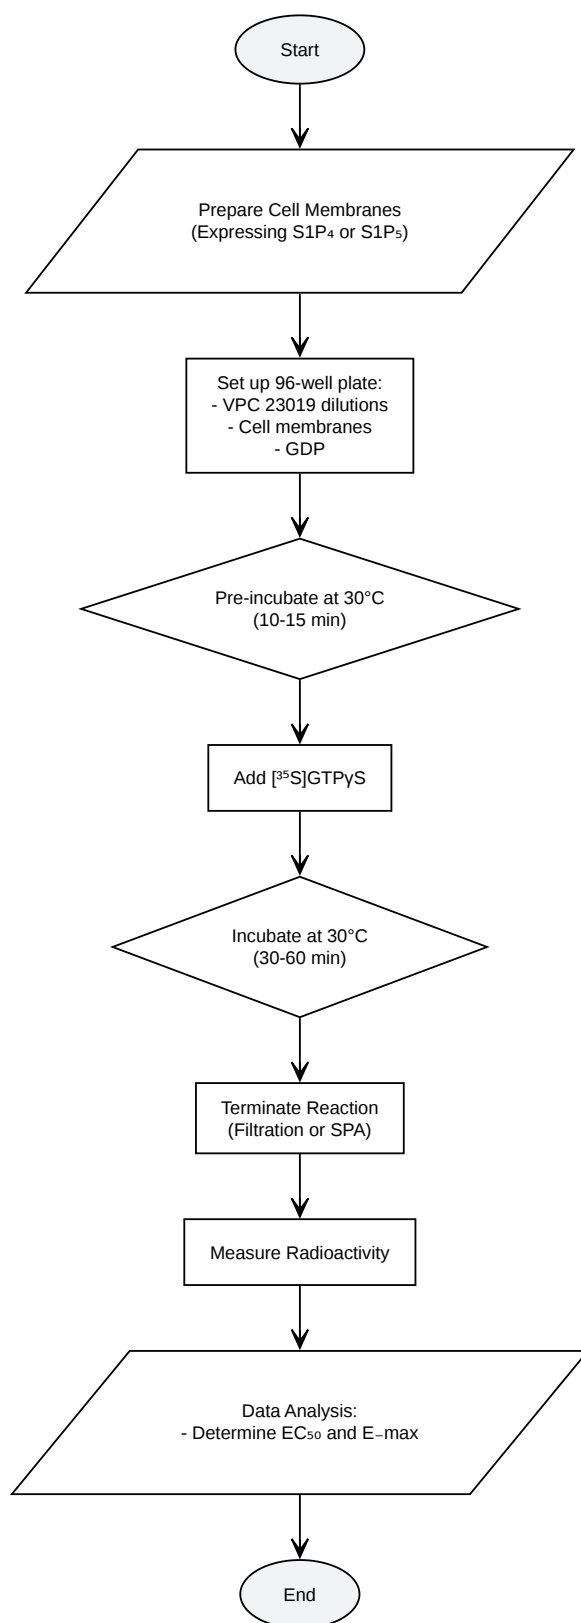 Start
Prepare Cell Membranes
(Expressing S1P₄ or S1P₅)
Set up 96-well plate:
- VPC 23019 dilutions
- Cell membranes
- GDP
Pre-incubate at 30°C
(10-15 min)
Add [³⁵S]GTPγS
Incubate at 30°C
(30-60 min)
Terminate Reaction
(Filtration or SPA)
Measure Radioactivity
Data Analysis:
- Determine EC₅₀ and E₋max
End